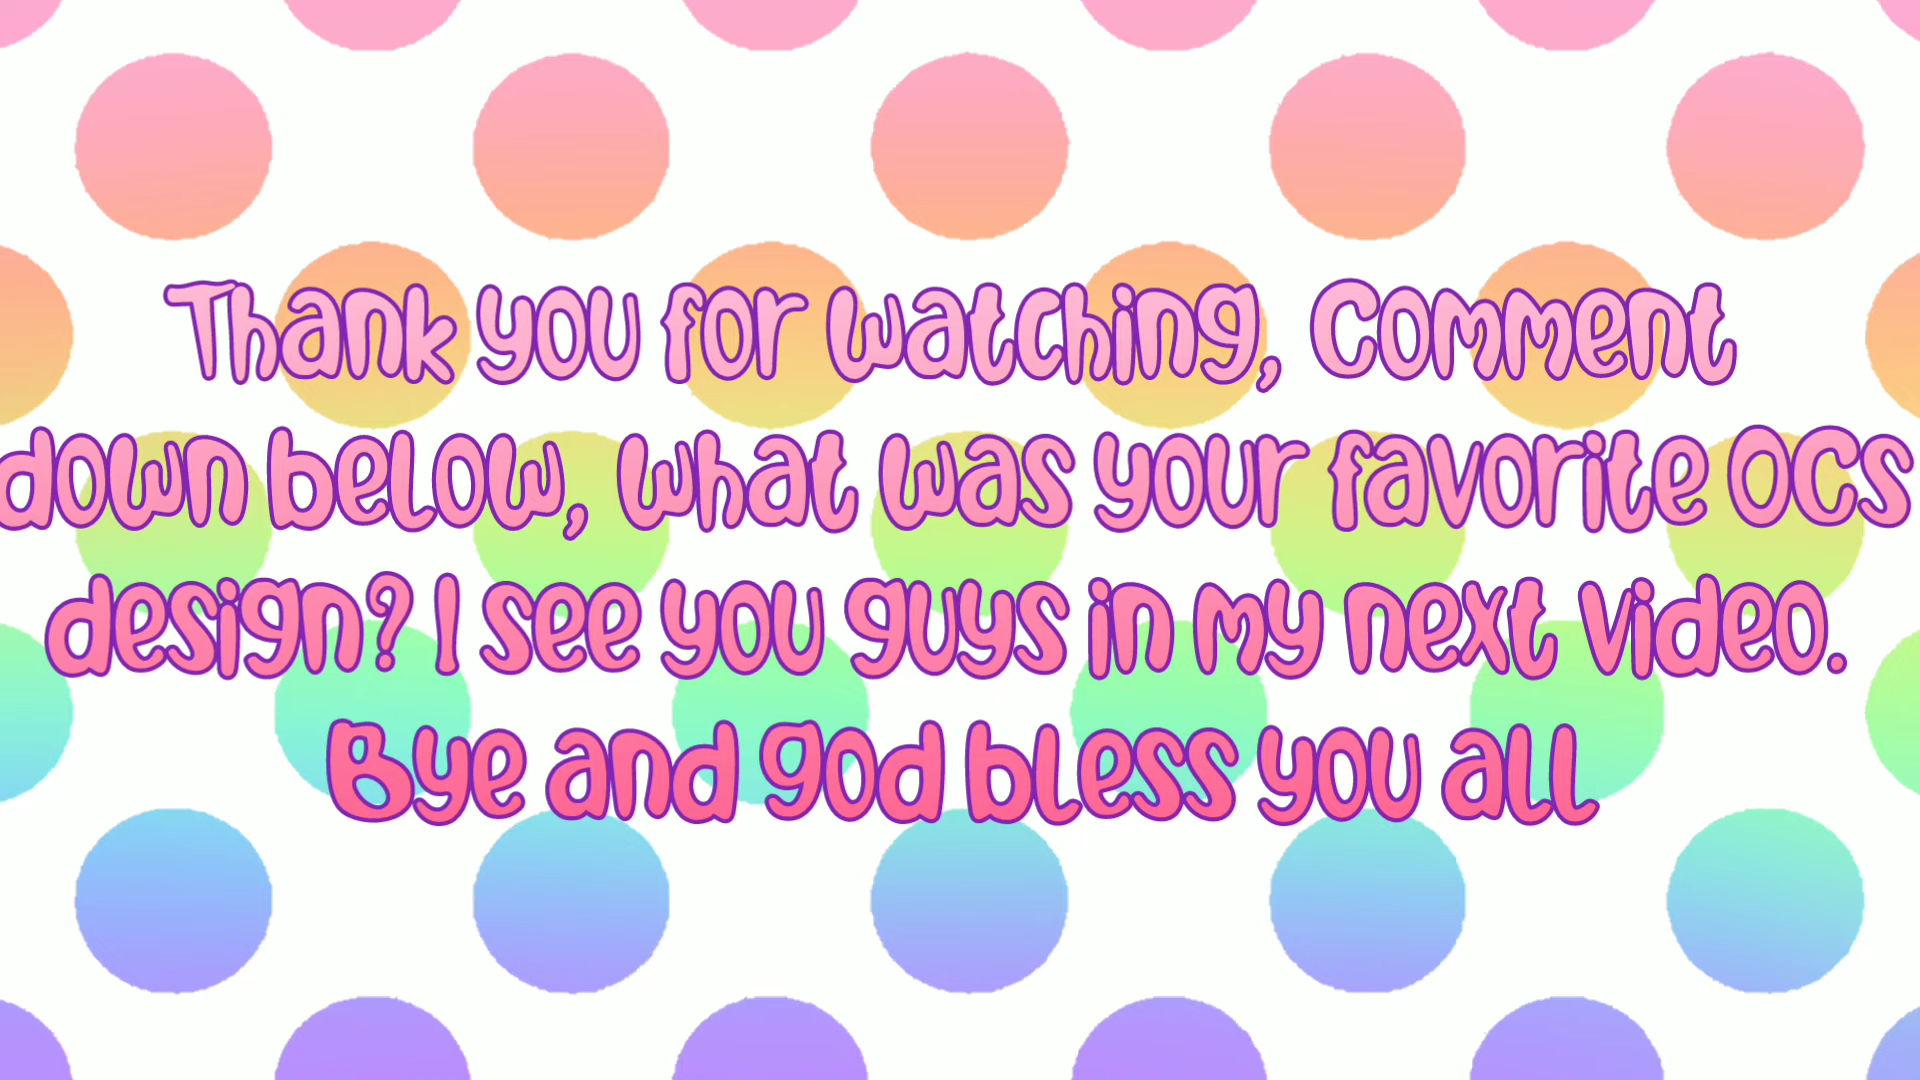 Thank you for watching, Comment
down below, what was your favorite OCs
design? I see you guys in my next video.
Bye and god bless you all